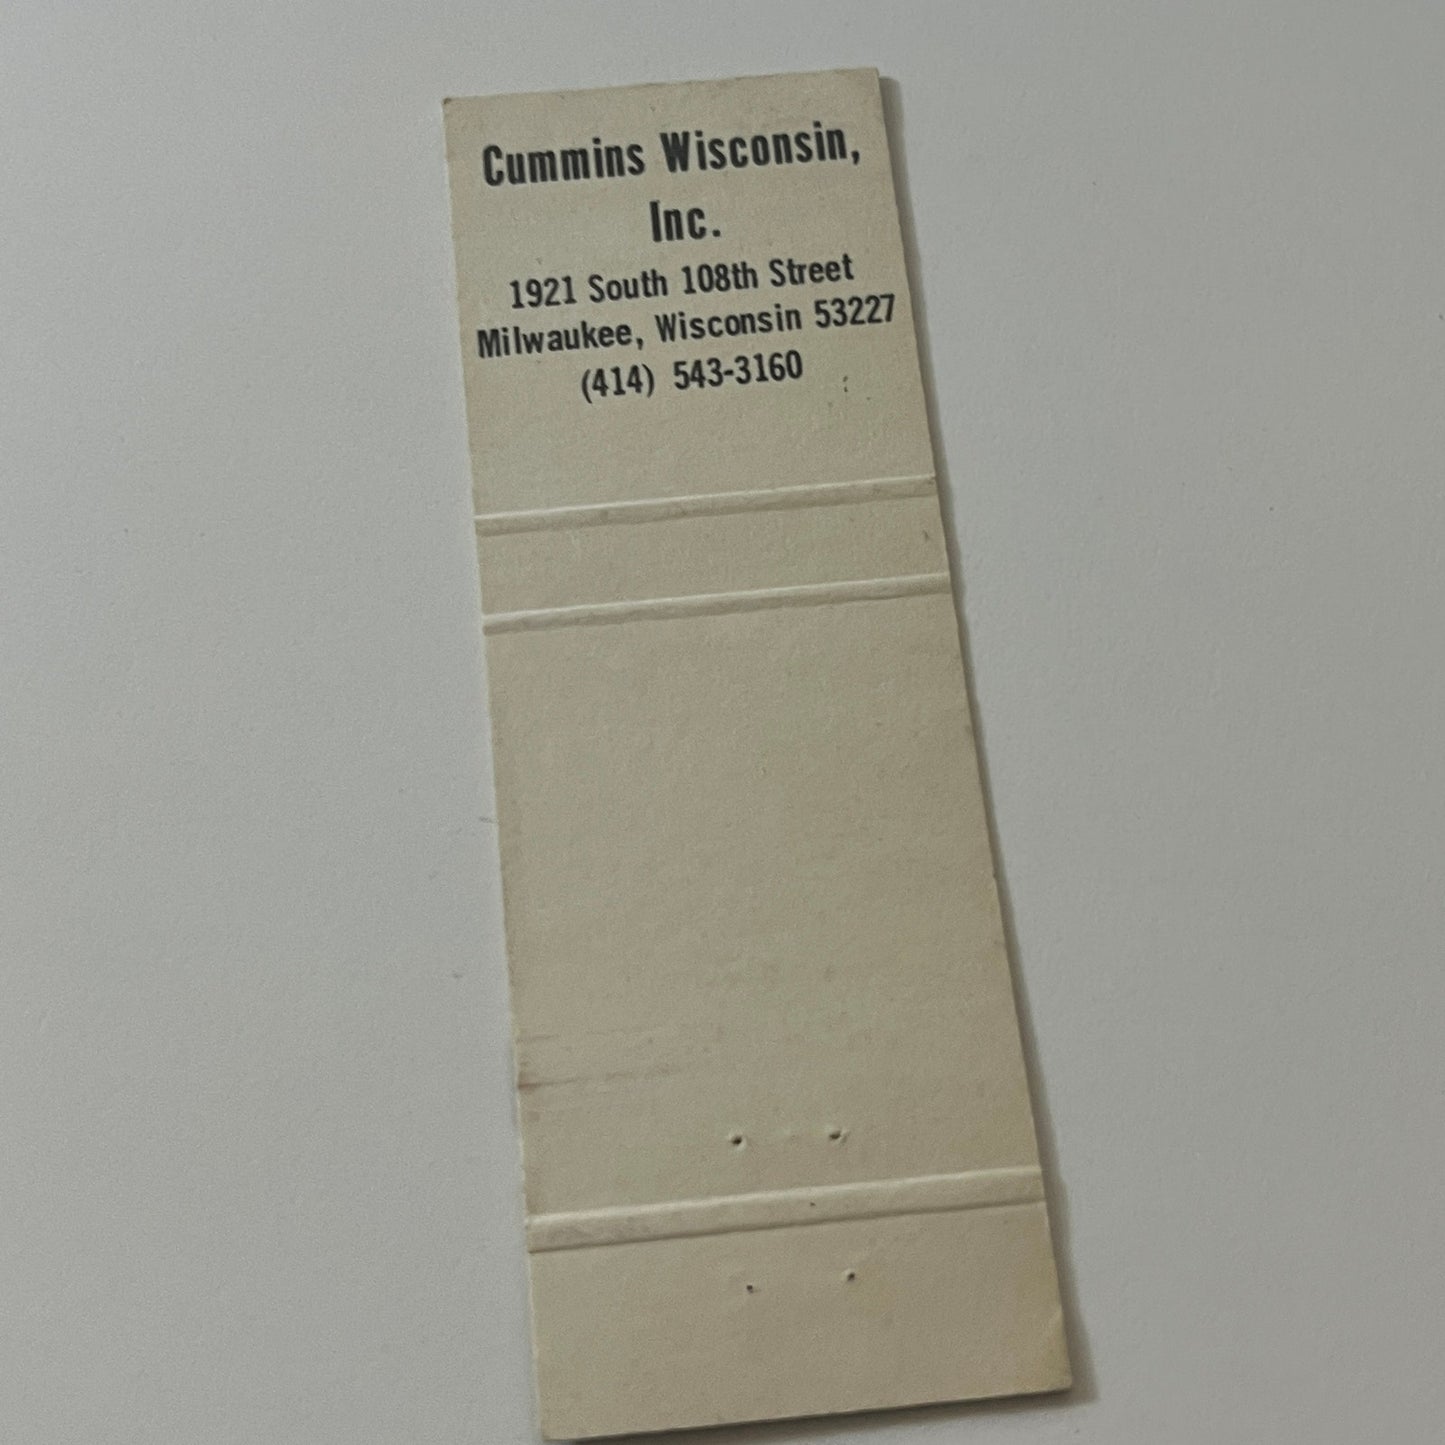 Cummins Wisconsin,
Inc.
1921 South 108th Street
Milwaukee, Wisconsin 53227
(414) 543-3160